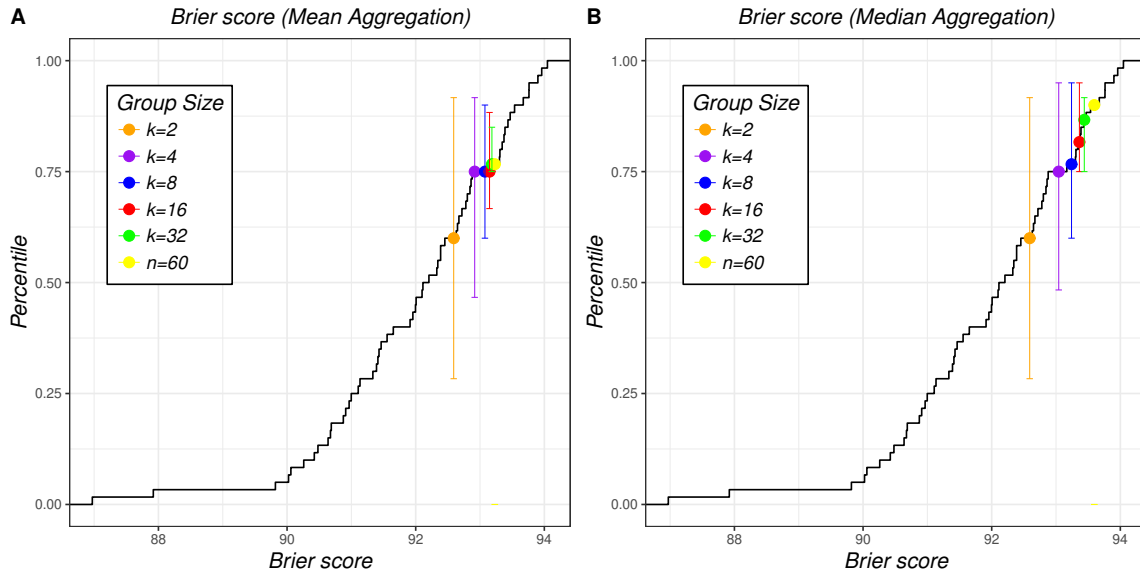 A
Brier score (Mean Aggregation)
1.00
0.75
0.50
0.25
0.00
Percentile
Group Size
k=2
k=4
k=8
k=16
k=32
n=60
88
90
92
94
Brier score
B
Brier score (Median Aggregation)
1.00
0.75
0.50
0.25
0.00
Percentile
Group Size
k=2
k=4
k=8
k=16
k=32
n=60
88
90
92
94
Brier score